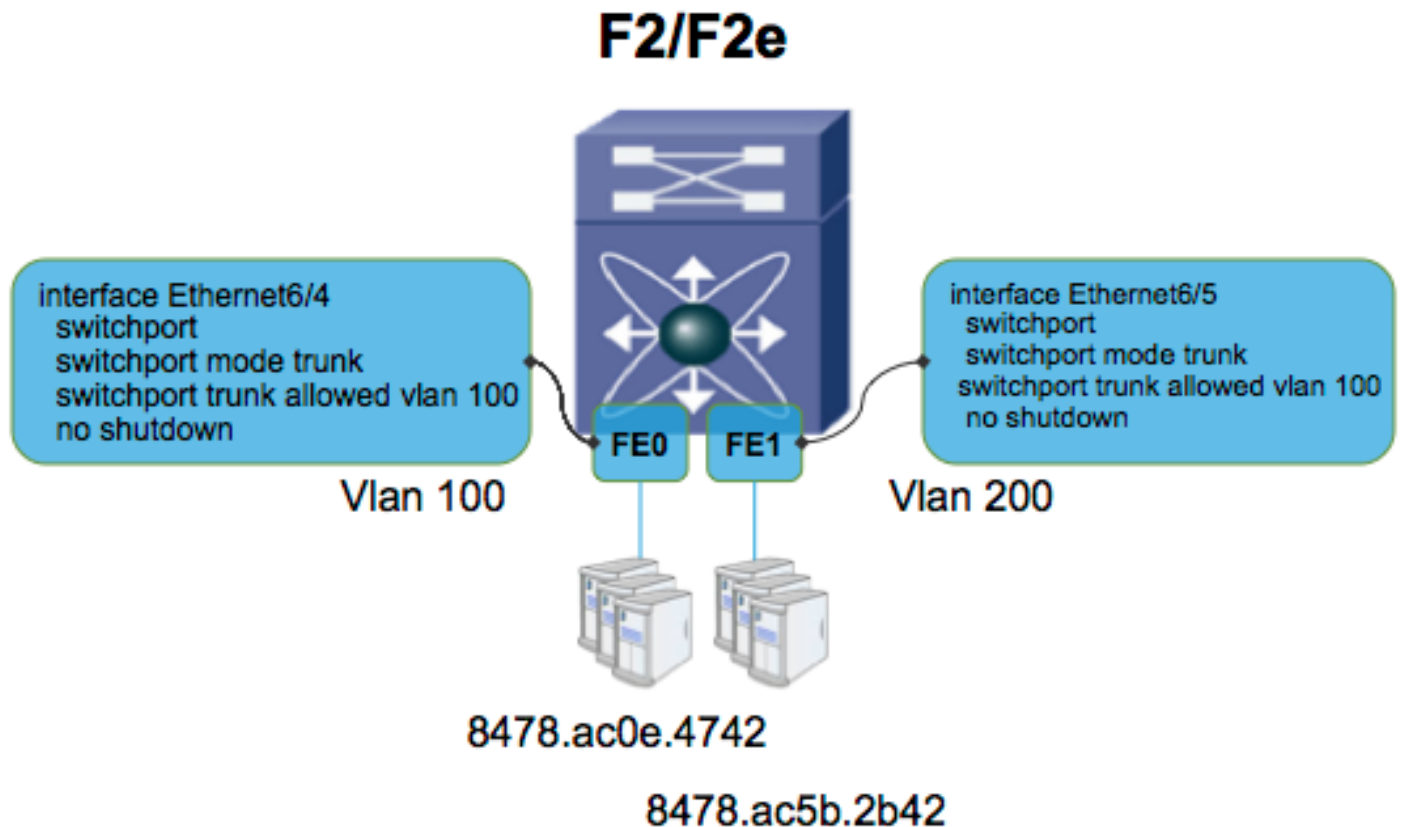 F2/F2e
interface Ethernet6/4
switchport
switchport mode trunk
switchport trunk allowed vlan 100
no shutdown
interface Ethernet6/5
switchport
switchport mode trunk
switchport trunk allowed vlan 100
no shutdown
FE0
FE1
Vlan 100
Vlan 200
8478.ac0e.4742
8478.ac5b.2b42